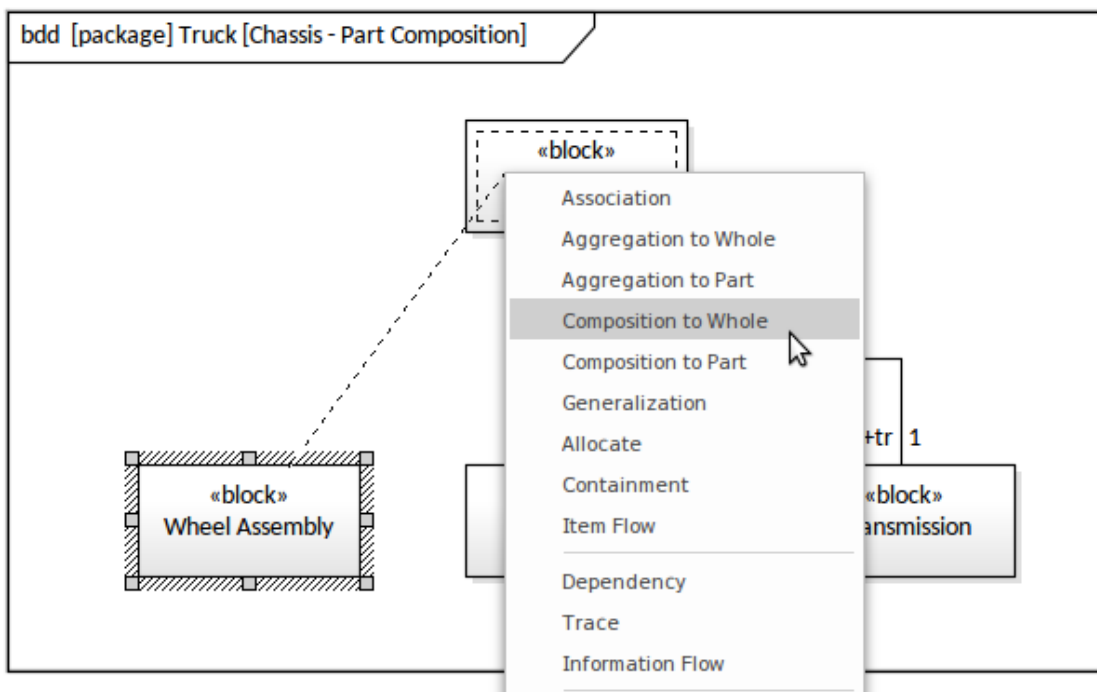 bdd [package] Truck [Chassis - Part Composition]
«block»
Association
Aggregation to Whole
Aggregation to Part
Composition to Whole
Composition to Part
Generalization
Allocate
Containment
Item Flow
Dependency
Trace
Information Flow
+tr 1
«block»
Wheel Assembly
«block»
ansmission